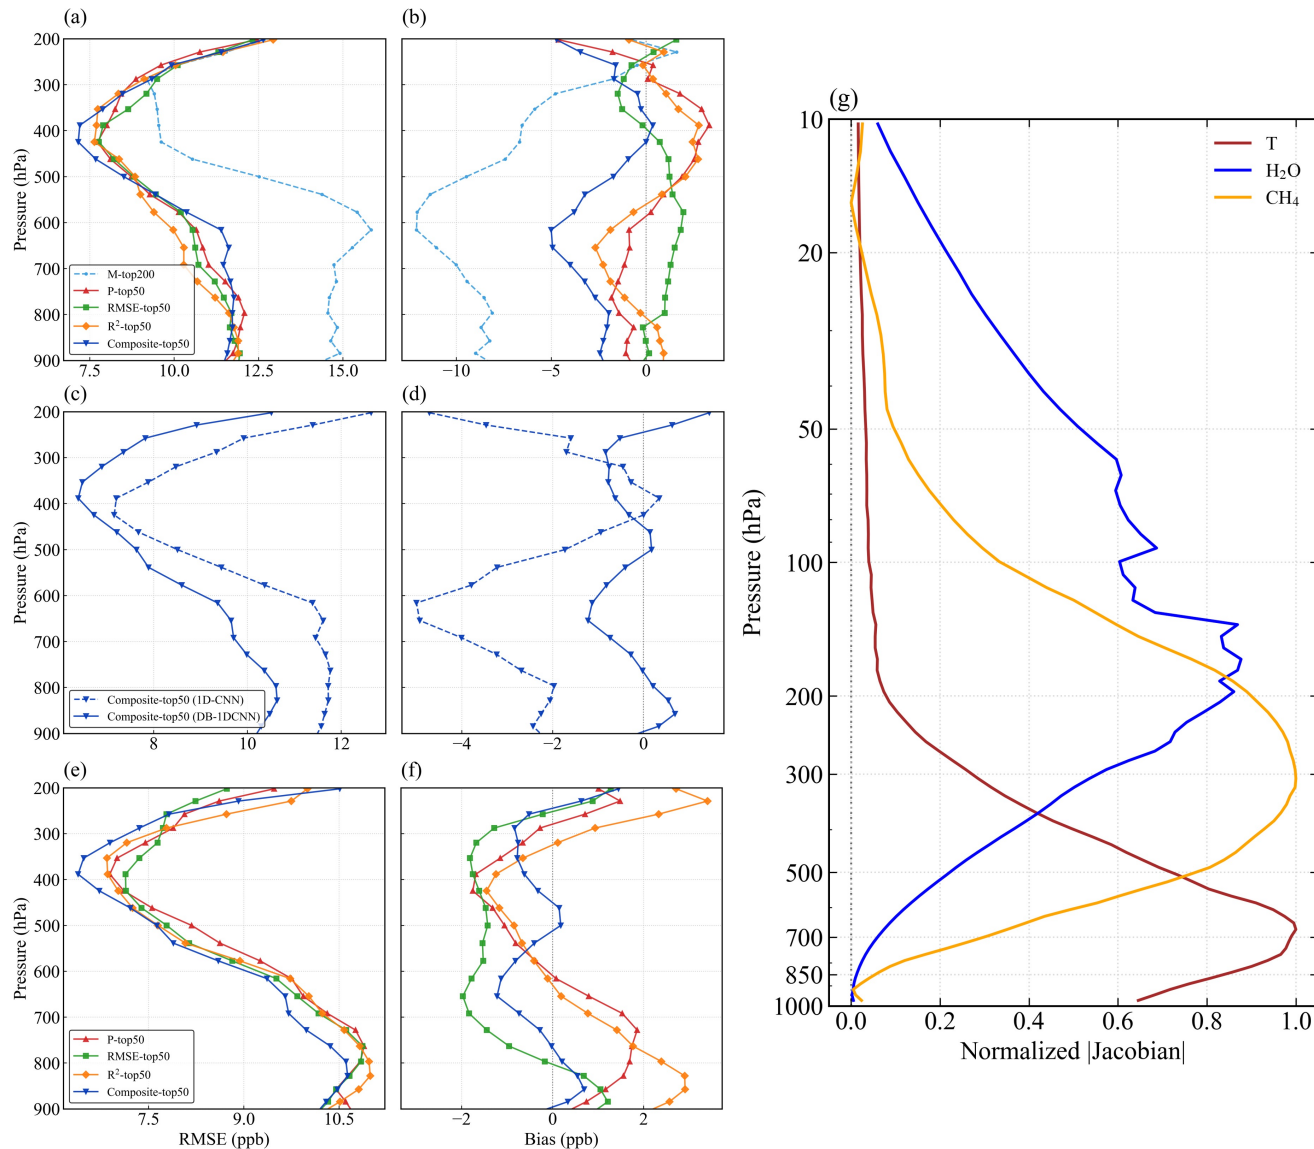 (a)
200
300
400
500
600
700
800
900
Pressure (hPa)
7.5
10.0
12.5
15.0
M-top200
P-top50
RMSE-top50
R²-top50
Composite-top50
(b)
−10
−5
0
(c)
200
300
400
500
600
700
800
900
Pressure (hPa)
8
10
12
Composite-top50 (1D-CNN)
Composite-top50 (DB-1DCNN)
(d)
−4
−2
0
(e)
200
300
400
500
600
700
800
900
Pressure (hPa)
7.5
9.0
10.5
RMSE (ppb)
P-top50
RMSE-top50
R²-top50
Composite-top50
(f)
−2
0
2
Bias (ppb)
(g)
10
20
50
100
200
300
500
700
850
1000
Pressure (hPa)
0.0
0.2
0.4
0.6
0.8
1.0
Normalized |Jacobian|
T
H₂O
CH₄